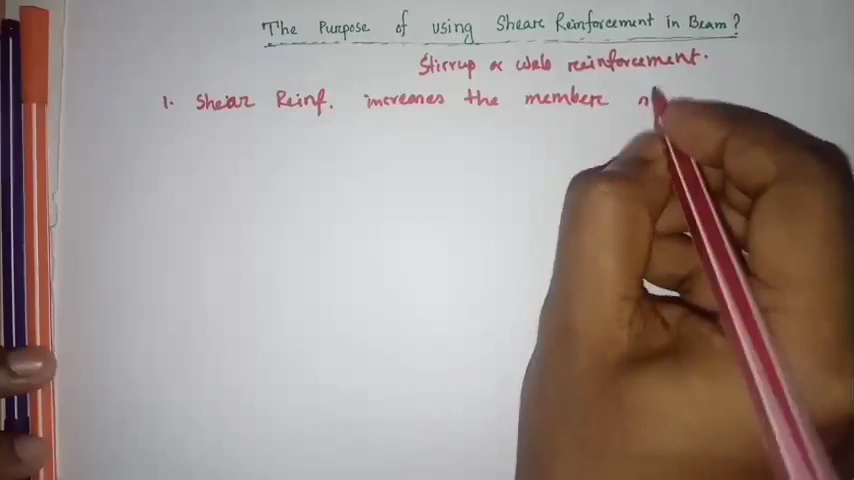 The Purpose of using Shear Reinforcement in Beam?
Stirrup or web reinforcement.
1. Shear Reinf. increases the member